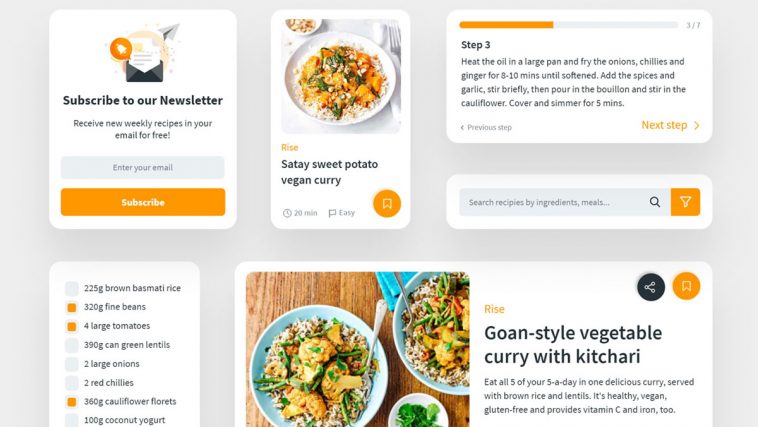 Subscribe to our Newsletter
Receive new weekly recipes in your
email for free!
Enter your email
Subscribe
Rise
Satay sweet potato
vegan curry
20 min
Easy
3 / 7
Step 3
Heat the oil in a large pan and fry the onions, chillies and
ginger for 8-10 mins until softened. Add the spices and
garlic, stir briefly, then pour in the bouillon and stir in the
cauliflower. Cover and simmer for 5 mins.
Previous step
Next step
Search recipies by ingredients, meals...
225g brown basmati rice
320g fine beans
4 large tomatoes
390g can green lentils
2 large onions
2 red chillies
360g cauliflower florets
100g coconut yogurt
Rise
Goan-style vegetable
curry with kitchari
Eat all 5 of your 5-a-day in one delicious curry, served
with brown rice and lentils. It's healthy, vegan,
gluten-free and provides vitamin C and iron, too.